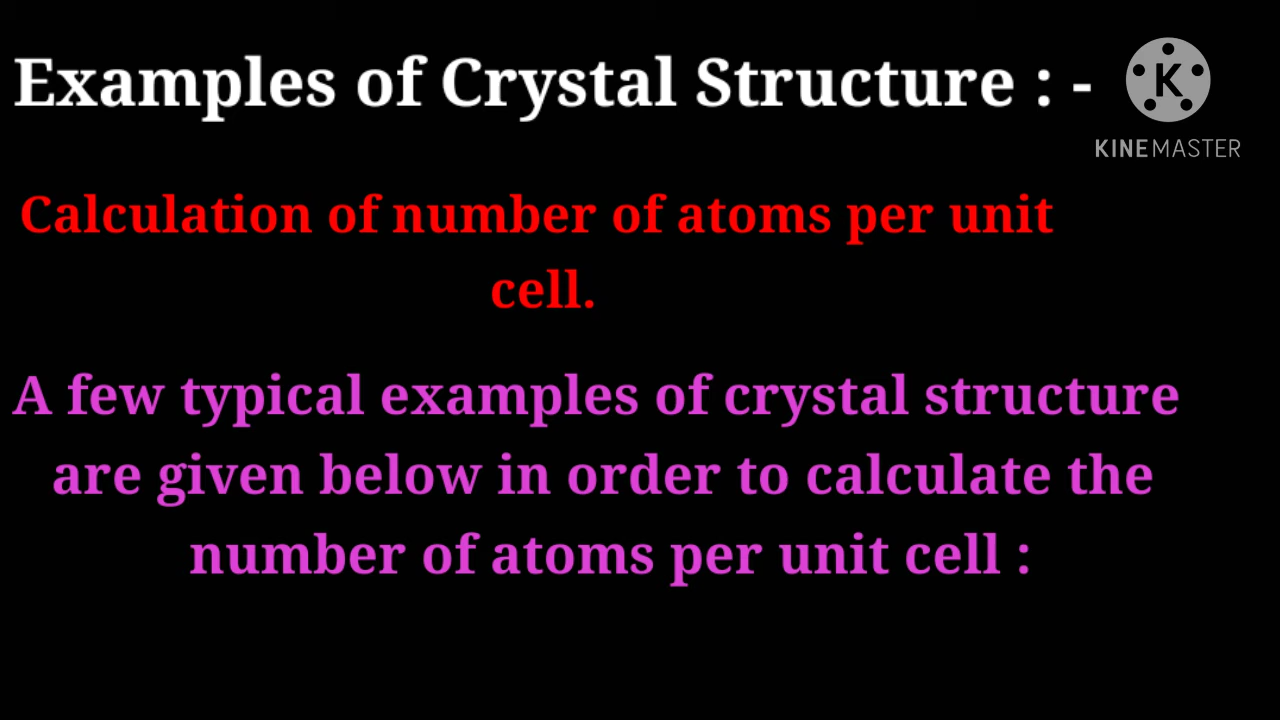 Examples of Crystal Structure : -
K
KINEMASTER
Calculation of number of atoms per unit
cell.
A few typical examples of crystal structure
are given below in order to calculate the
number of atoms per unit cell :